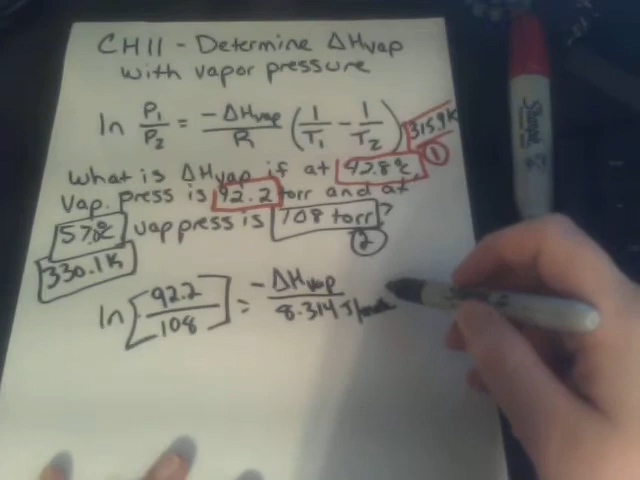 CH11 - Determine ΔHvap
with vapor pressure
ln P1/P2 = -ΔHvap/R (1/T1 - 1/T2) 315.9K
What is ΔHvap if at 42.8°C, 1
vap. press is 92.2 torr and at
57.0°C vap press is 108 torr? 2
330.1K
ln [92.2/108] = -ΔHvap/8.314 J/
Sharpie